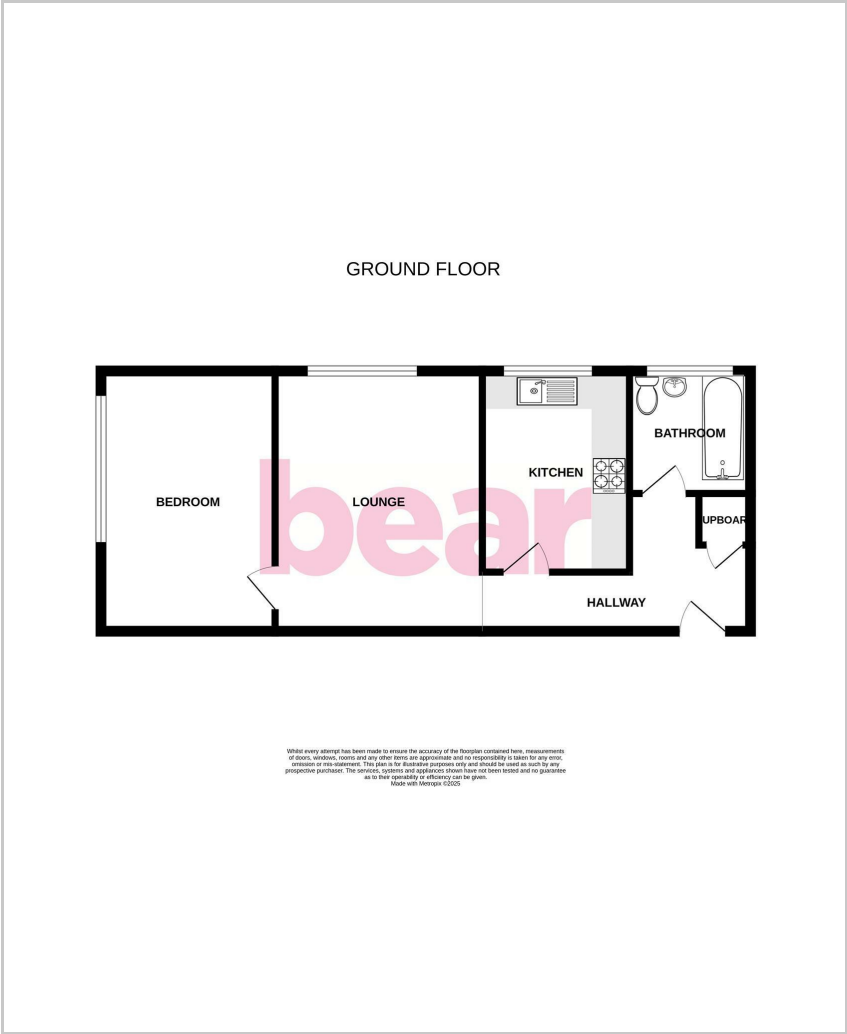 GROUND FLOOR
BEDROOM
LOUNGE
KITCHEN
BATHROOM
UPBOAR
HALLWAY
bear
Whilst every attempt has been made to ensure the accuracy of the floorplan contained here, measurements
of doors, windows, rooms and any other items are approximate and no responsibility is taken for any error,
omission or mis-statement. This plan is for illustrative purposes only and should be used as such by any
prospective purchaser. The services, systems and appliances shown have not been tested and no guarantee
as to their operability or efficiency can be given.
Made with Metropix ©2025